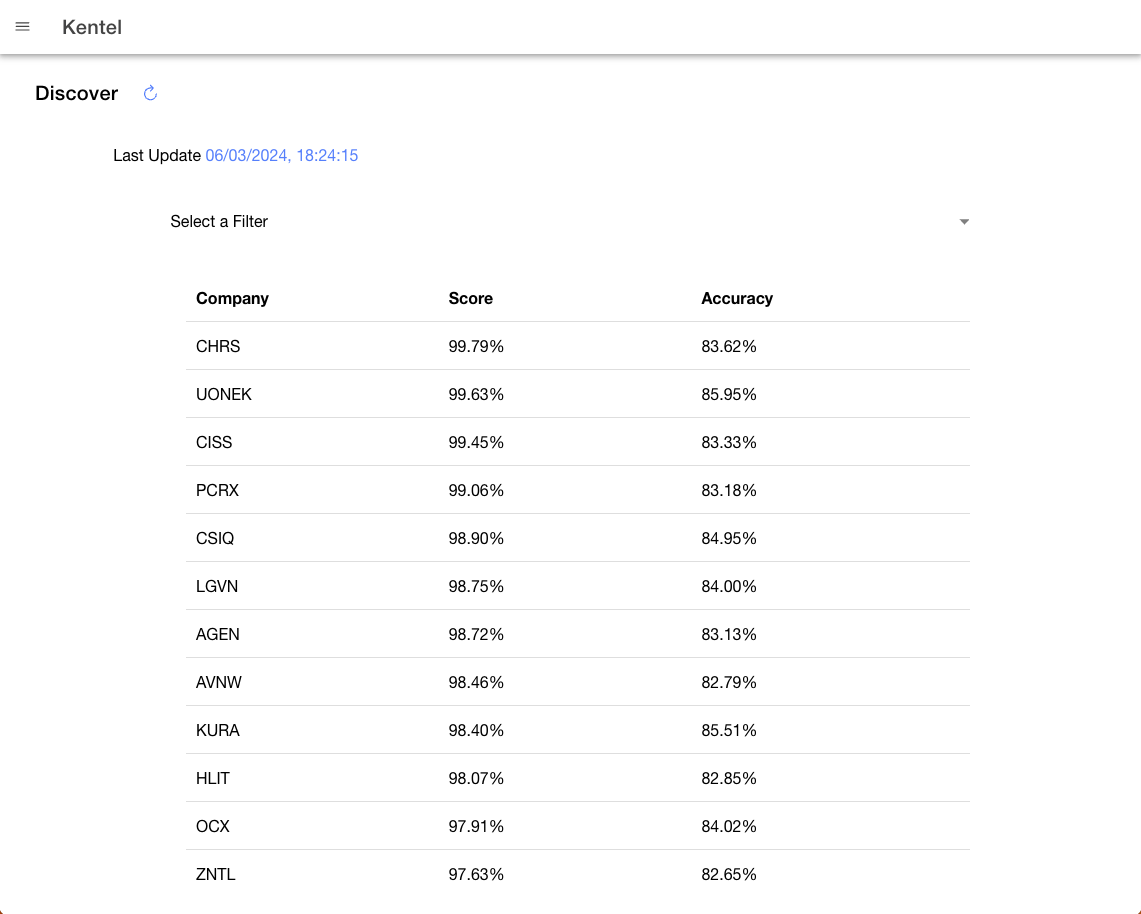 Kentel
Discover
Last Update 06/03/2024, 18:24:15
Select a Filter
Company Score Accuracy
CHRS 99.79% 83.62%
UONEK 99.63% 85.95%
CISS 99.45% 83.33%
PCRX 99.06% 83.18%
CSIQ 98.90% 84.95%
LGVN 98.75% 84.00%
AGEN 98.72% 83.13%
AVNW 98.46% 82.79%
KURA 98.40% 85.51%
HLIT 98.07% 82.85%
OCX 97.91% 84.02%
ZNTL 97.63% 82.65%